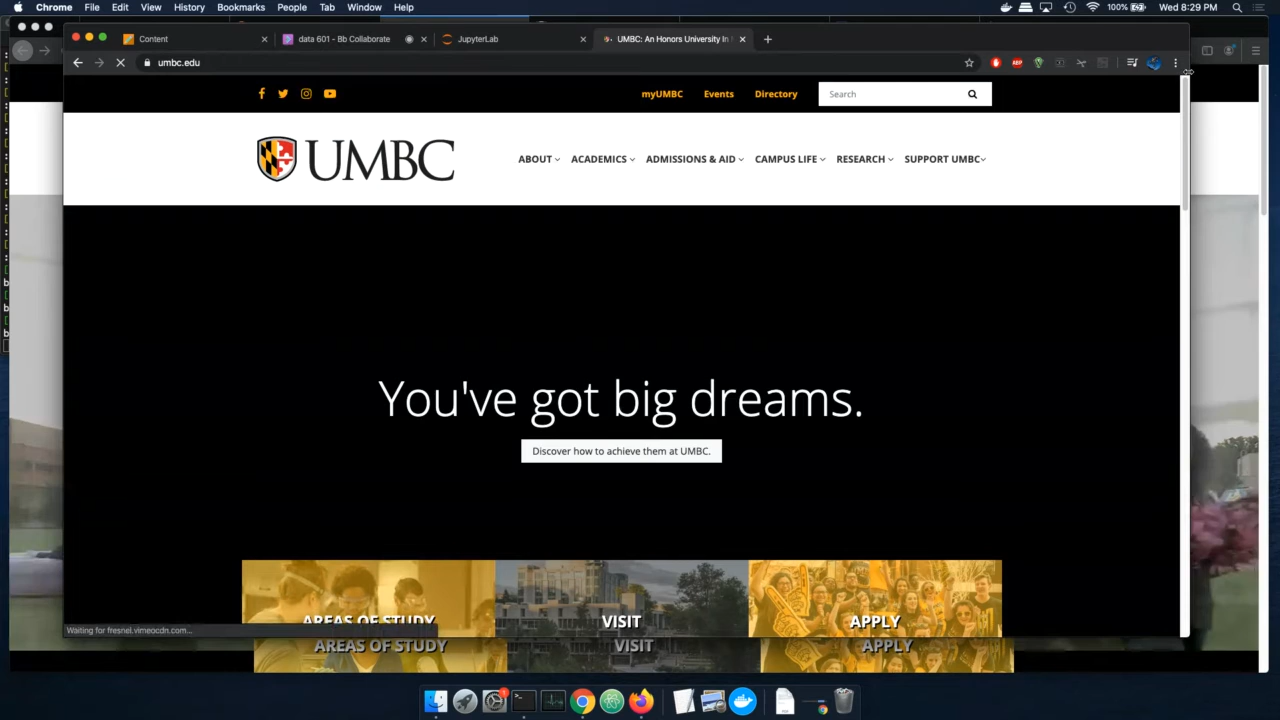 Chrome File Edit View History Bookmarks People Tab Window Help 100% Wed 8:29 PM
Content data 601 - Bb Collaborate JupyterLab UMBC: An Honors University In
umbc.edu ABP
myUMBC Events Directory Search
UMBC ABOUT ACADEMICS ADMISSIONS & AID CAMPUS LIFE RESEARCH SUPPORT UMBC
You've got big dreams.
Discover how to achieve them at UMBC.
AREAS OF STUDY VISIT APPLY
Waiting for fresnel.vimeocdn.com...
AREAS OF STUDY VISIT APPLY